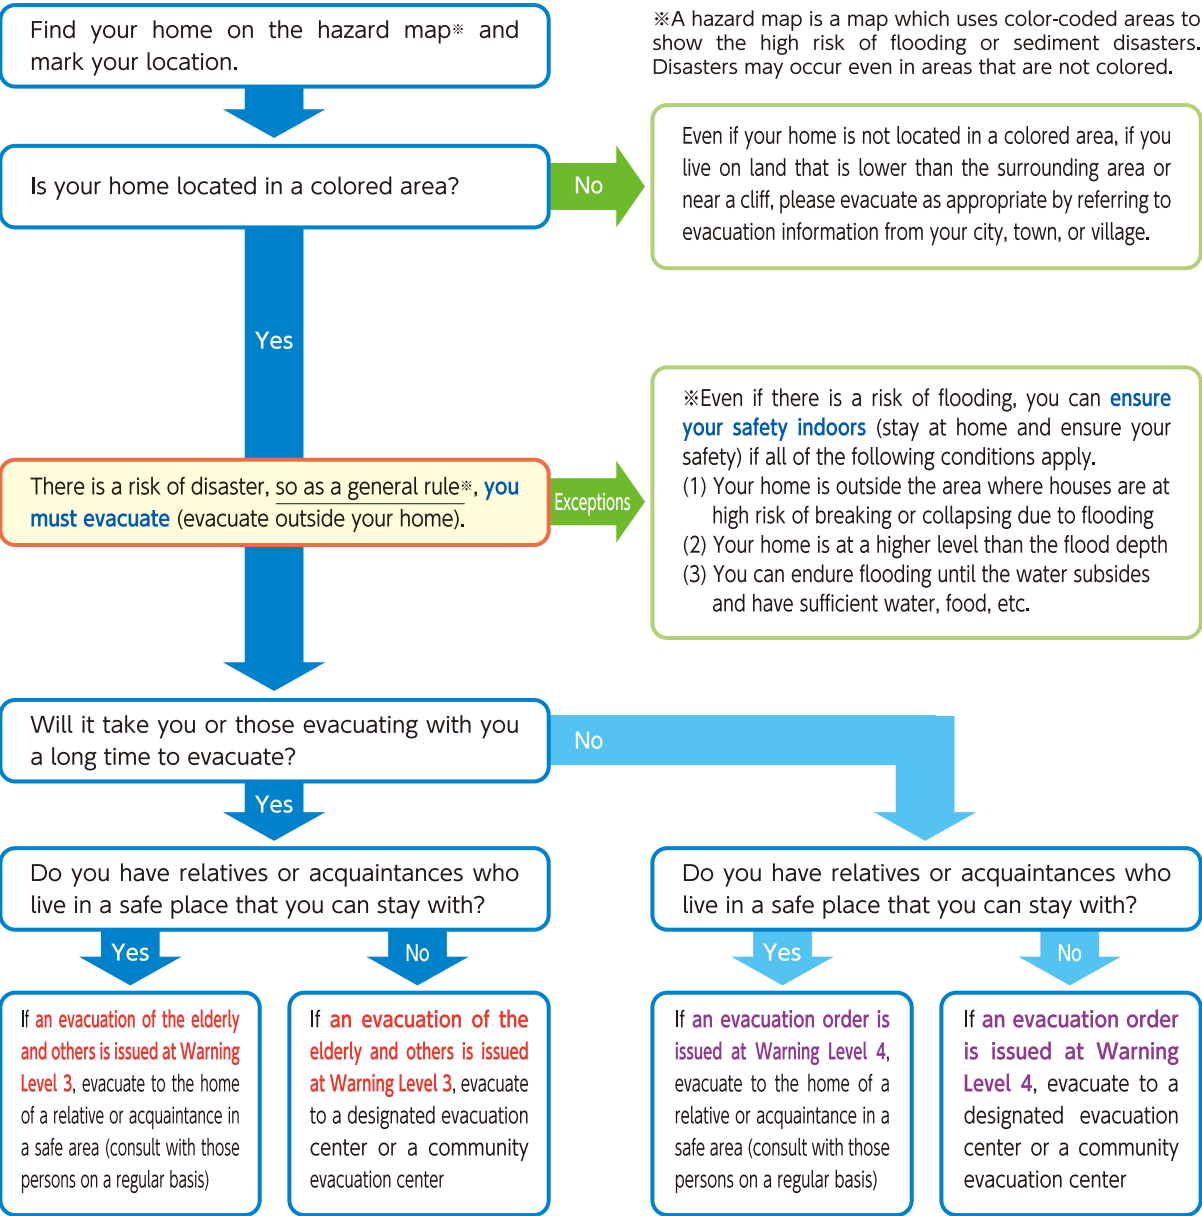 Find your home on the hazard map※ and
mark your location.
※A hazard map is a map which uses color-coded areas to
show the high risk of flooding or sediment disasters.
Disasters may occur even in areas that are not colored.
Is your home located in a colored area?
No
Even if your home is not located in a colored area, if you
live on land that is lower than the surrounding area or
near a cliff, please evacuate as appropriate by referring to
evacuation information from your city, town, or village.
Yes
There is a risk of disaster, so as a general rule※, you
must evacuate (evacuate outside your home).
Exceptions
※Even if there is a risk of flooding, you can ensure
your safety indoors (stay at home and ensure your
safety) if all of the following conditions apply.
(1) Your home is outside the area where houses are at
high risk of breaking or collapsing due to flooding
(2) Your home is at a higher level than the flood depth
(3) You can endure flooding until the water subsides
and have sufficient water, food, etc.
Will it take you or those evacuating with you
a long time to evacuate?
No
Yes
Do you have relatives or acquaintances who
live in a safe place that you can stay with?
Yes
No
If an evacuation of the elderly
and others is issued at Warning
Level 3, evacuate to the home
of a relative or acquaintance in
a safe area (consult with those
persons on a regular basis)
If an evacuation of the
elderly and others is issued
at Warning Level 3, evacuate
to a designated evacuation
center or a community
evacuation center
Do you have relatives or acquaintances who
live in a safe place that you can stay with?
Yes
No
If an evacuation order is
issued at Warning Level 4,
evacuate to the home of a
relative or acquaintance in a
safe area (consult with those
persons on a regular basis)
If an evacuation order
is issued at Warning
Level 4, evacuate to a
designated evacuation
center or a community
evacuation center